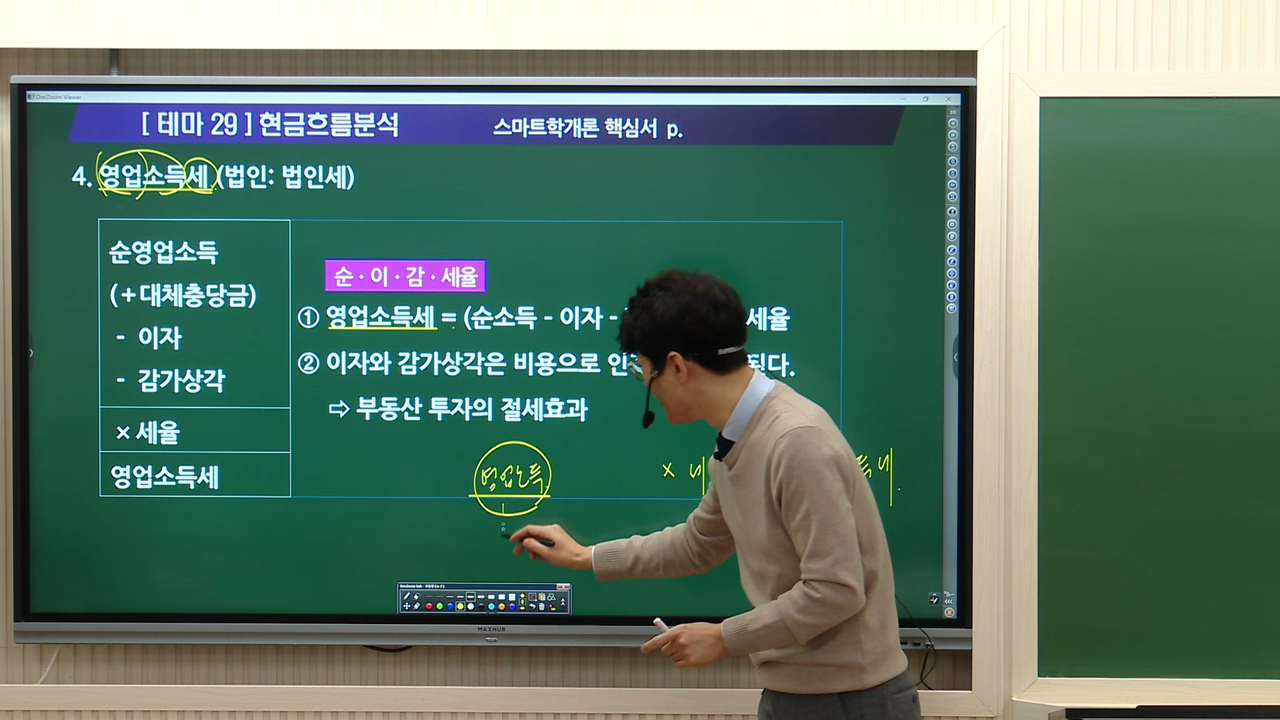 DocZoom Viewer
[ 테마 29 ] 현금흐름분석
스마트학개론 핵심서 p.
4. 영업소득세 (법인: 법인세)
순영업소득
(+대체충당금)
- 이자
- 감가상각
× 세율
영업소득세
순 · 이 · 감 · 세율
① 영업소득세 = (순소득 - 이자 -
세율
② 이자와 감가상각은 비용으로
된다.
⇨ 부동산 투자의 절세효과
영업소득
×
MAXHUB